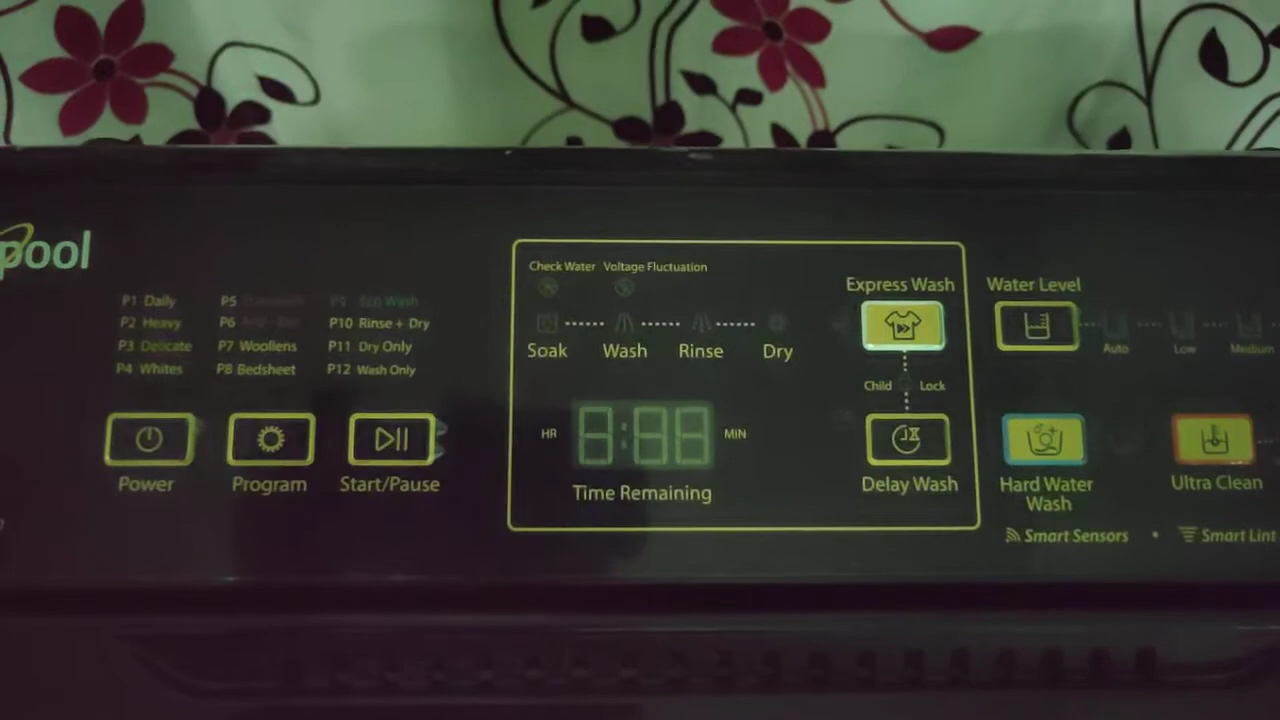 pool
P1 Daily
P2 Heavy
P3 Delicate
P4 Whites
P5
P6
P7 Woollens
P8 Bedsheet
P9 Eco Wash
P10 Rinse + Dry
P11 Dry Only
P12 Wash Only
Power
Program
Start/Pause
Check Water Voltage Fluctuation
Soak Wash Rinse Dry
HR
MIN
Time Remaining
Express Wash
Child Lock
Delay Wash
Water Level
Auto Low Medium
Hard Water
Wash
Ultra Clean
Smart Sensors • Smart Lint